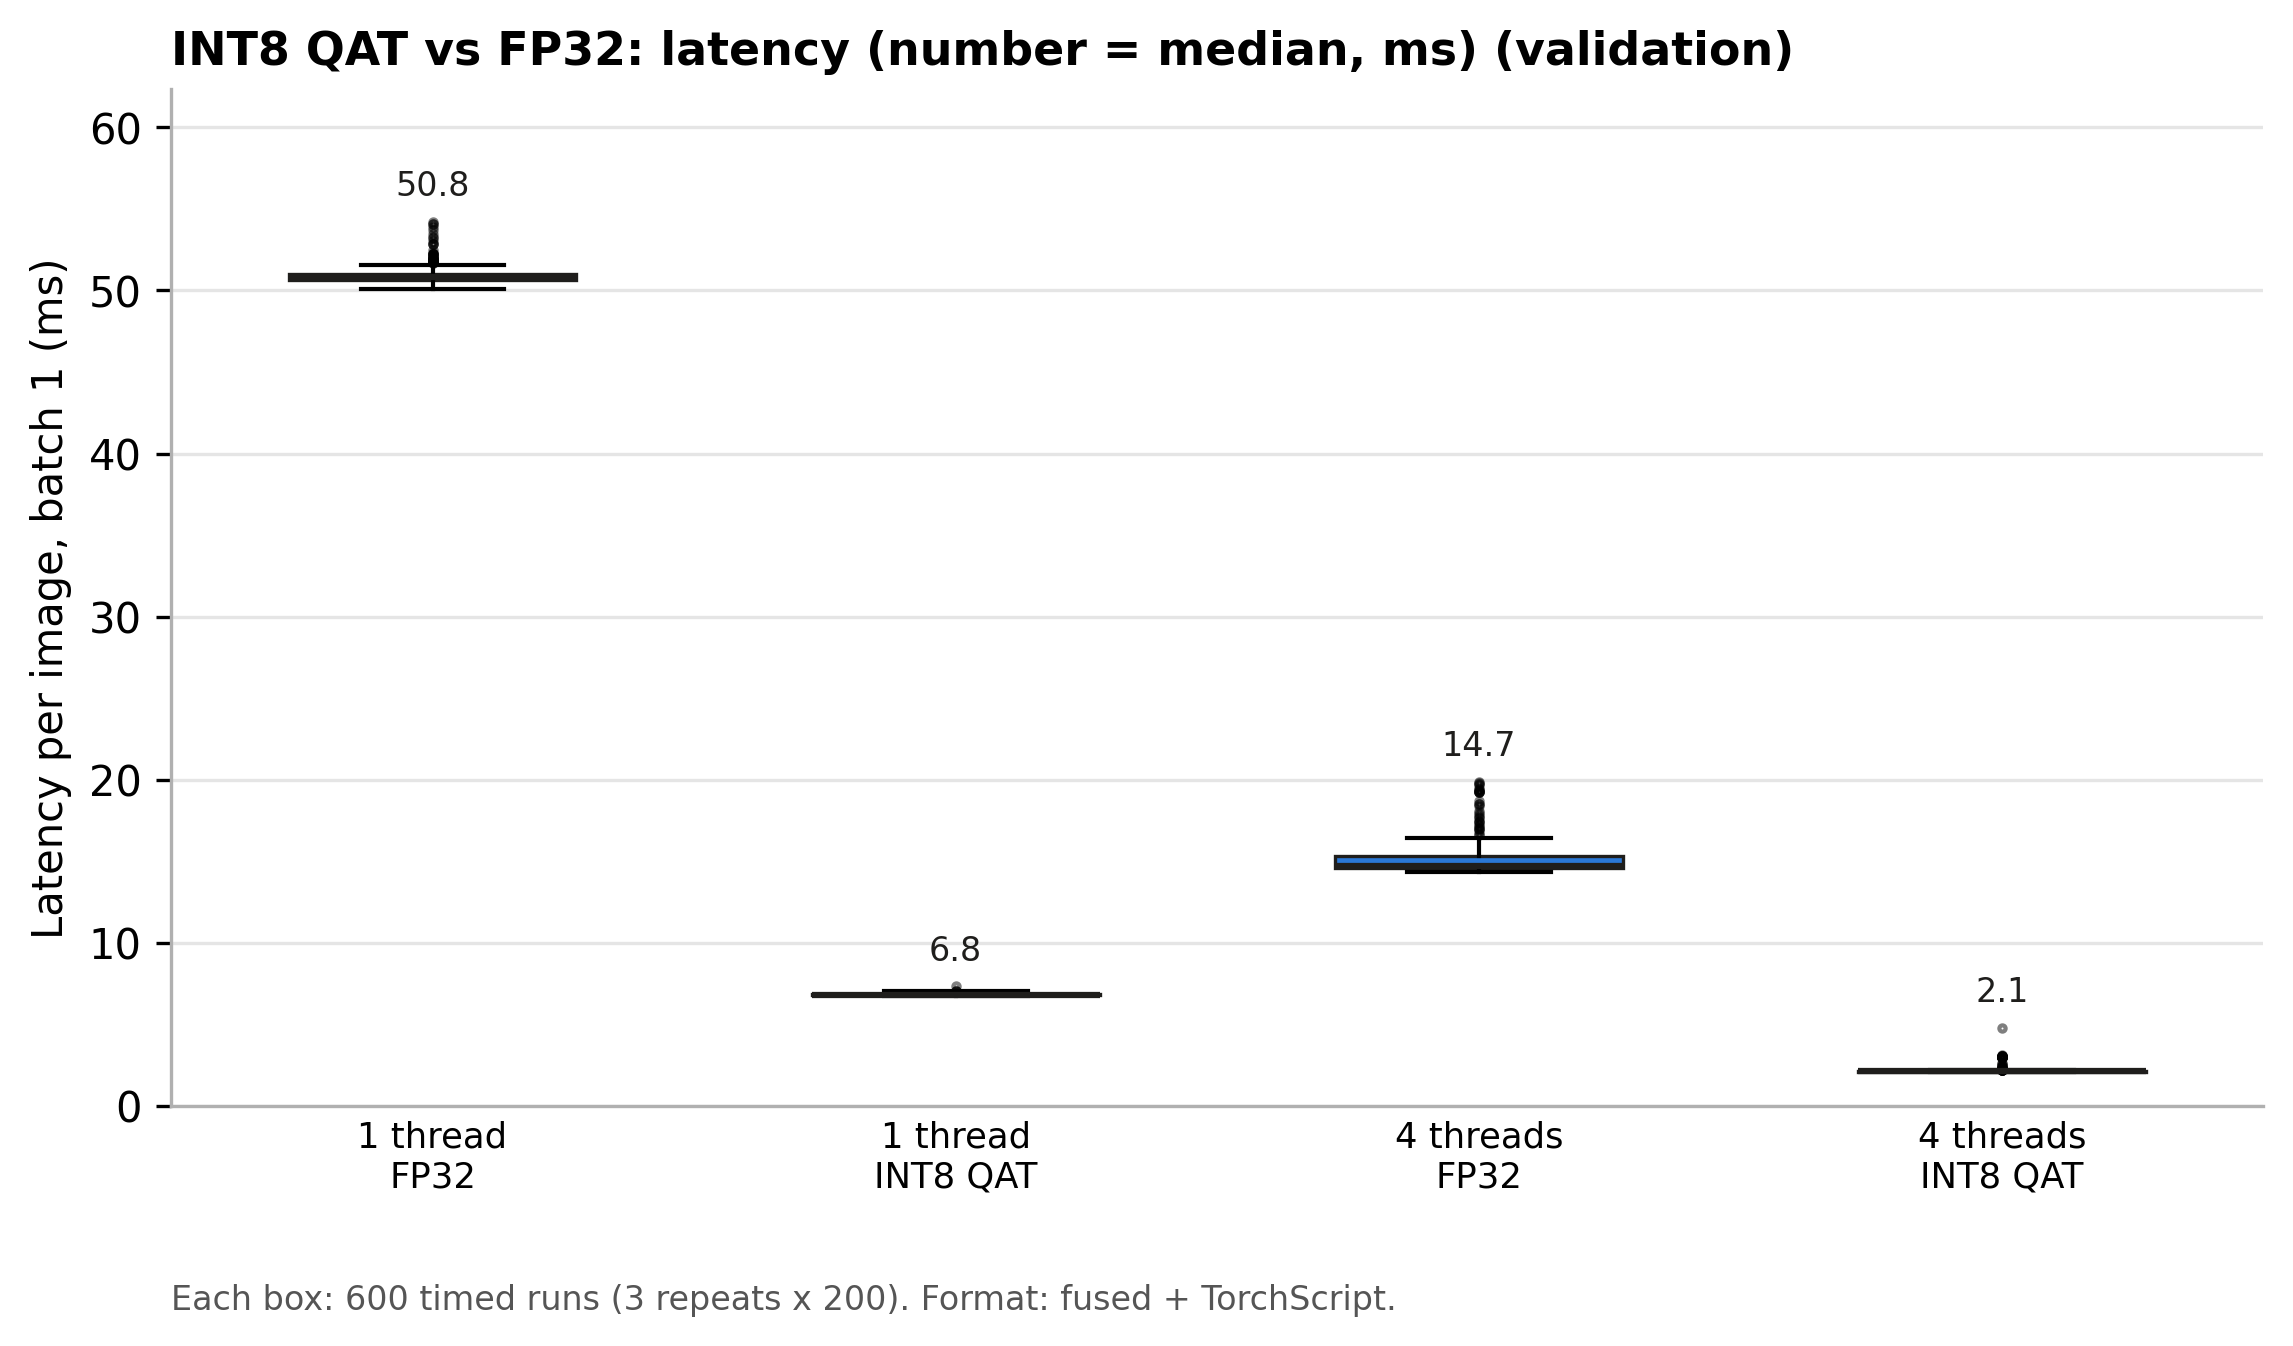 INT8 QAT vs FP32: latency (number = median, ms) (validation)
Latency per image, batch 1 (ms)
60
50
40
30
20
10
0
50.8
6.8
14.7
2.1
1 thread
FP32
1 thread
INT8 QAT
4 threads
FP32
4 threads
INT8 QAT
Each box: 600 timed runs (3 repeats x 200). Format: fused + TorchScript.